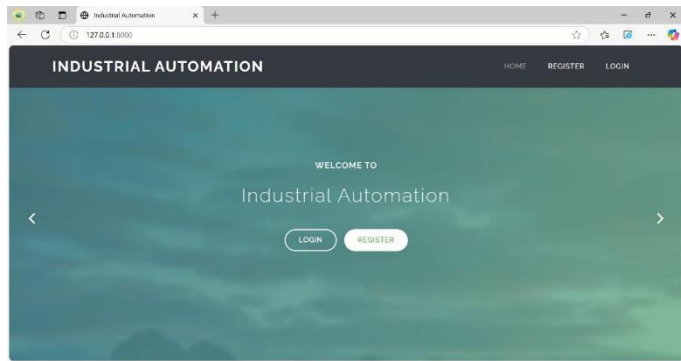 Industrial Automation
127.0.0.1:8000
INDUSTRIAL AUTOMATION
HOME REGISTER LOGIN
WELCOME TO
Industrial Automation
LOGIN REGISTER